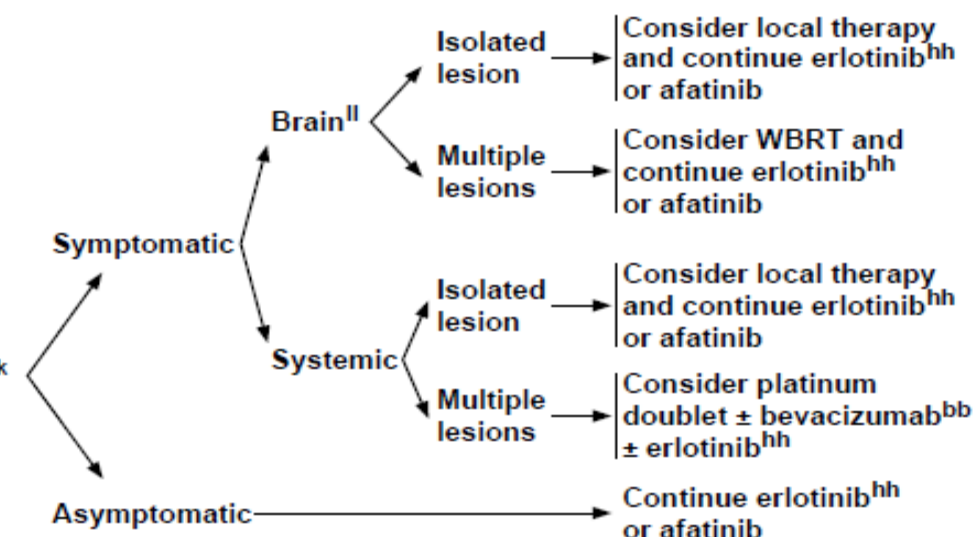 Isolated
lesion
Consider local therapy
and continue erlotinibhh
or afatinib
Brainll
Multiple
lesions
Consider WBRT and
continue erlotinibhh
or afatinib
Symptomatic
Isolated
lesion
Consider local therapy
and continue erlotinibhh
or afatinib
k
Systemic
Multiple
lesions
Consider platinum
doublet ± bevacizumabbb
± erlotinibhh
Asymptomatic
Continue erlotinibhh
or afatinib